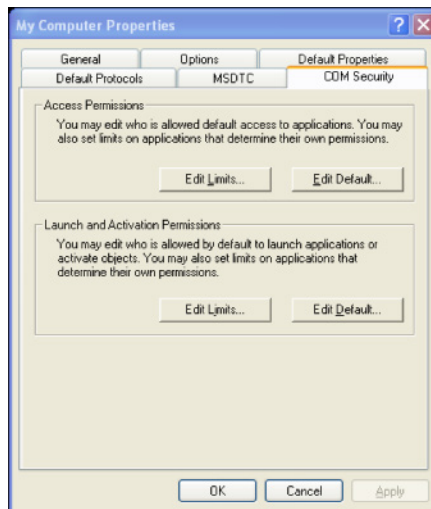 My Computer Properties
General Options Default Properties
Default Protocols MSDTC COM Security
Access Permissions
You may edit who is allowed default access to applications. You may
also set limits on applications that determine their own permissions.
Edit Limits... Edit Default...
Launch and Activation Permissions
You may edit who is allowed by default to launch applications or
activate objects. You may also set limits on applications that
determine their own permissions.
Edit Limits... Edit Default...
OK Cancel Apply